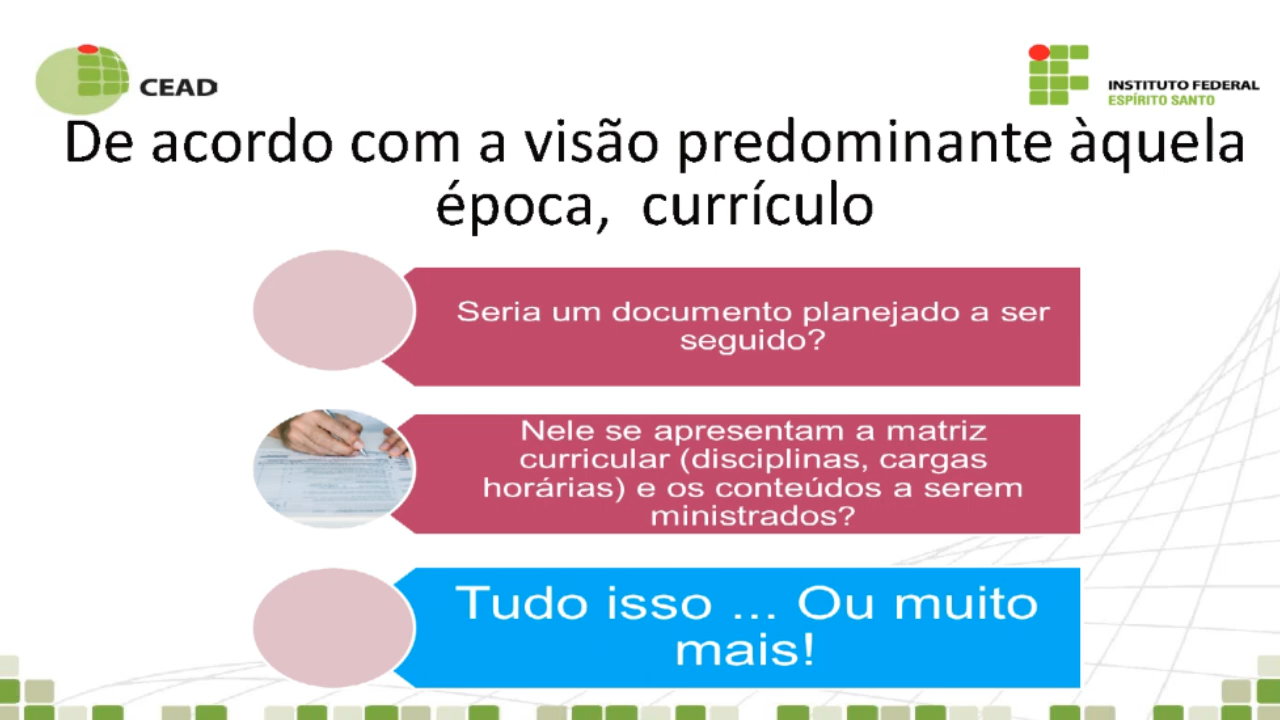 CEAD
INSTITUTO FEDERAL
ESPÍRITO SANTO
De acordo com a visão predominante àquela
época, currículo
Seria um documento planejado a ser
seguido?
Nele se apresentam a matriz
curricular (disciplinas, cargas
horárias) e os conteúdos a serem
ministrados?
Tudo isso ... Ou muito
mais!